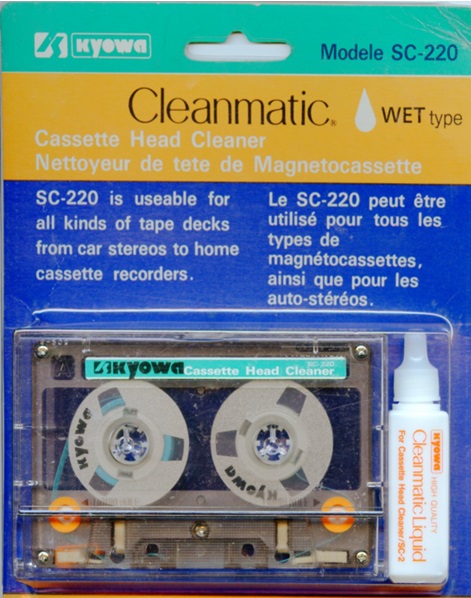 KYOWA
Modele SC-220
Cleanmatic®
WET type
Cassette Head Cleaner
Nettoyeur de tete de Magnetocassette
SC-220 is useable for
all kinds of tape decks
from car stereos to home
cassette recorders.
Le SC-220 peut être
utilisé pour tous les
types de
magnétocassettes,
ainsi que pour les
auto-stéréos.
A
KYOWA Cassette Head Cleaner
SC-220
KYOWA
KYOWA
KYOWA HIGH QUALITY
Cleanmatic Liquid
For Cassette Head Cleaner/SC-2